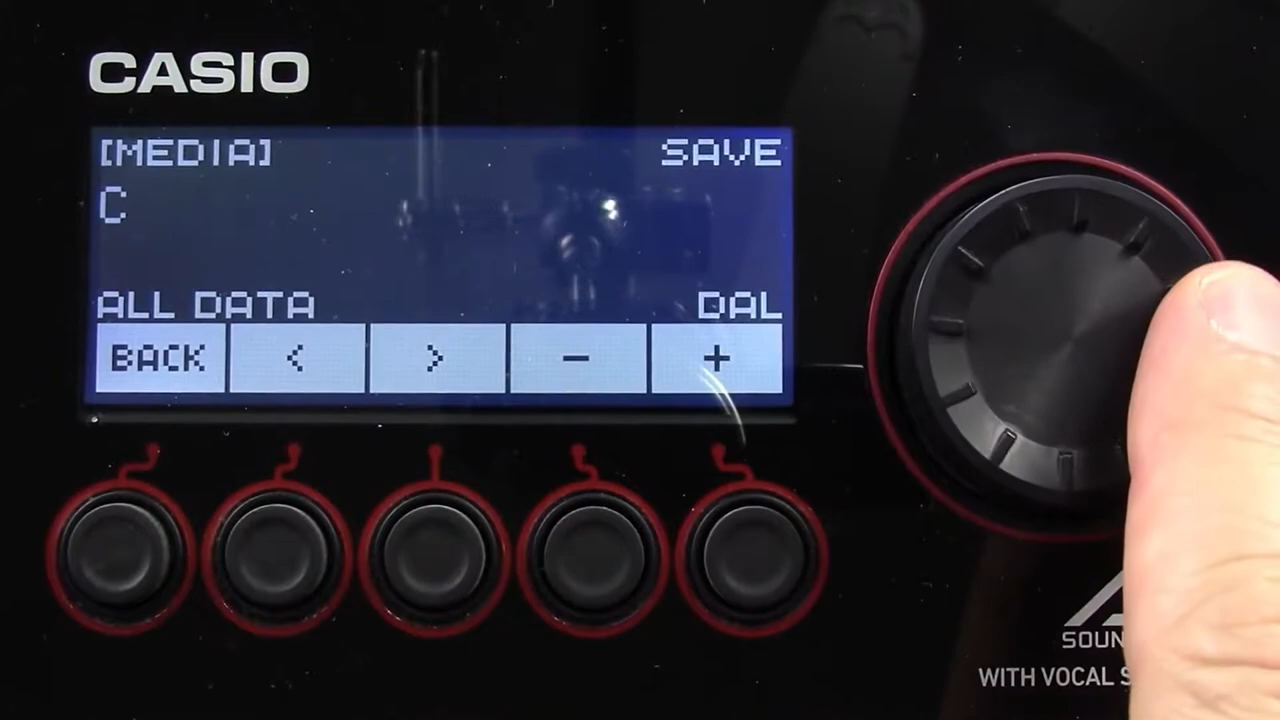 CASIO
[MEDIA] SAVE
C
ALL DATA DAL
BACK < > − +
WITH VOCAL